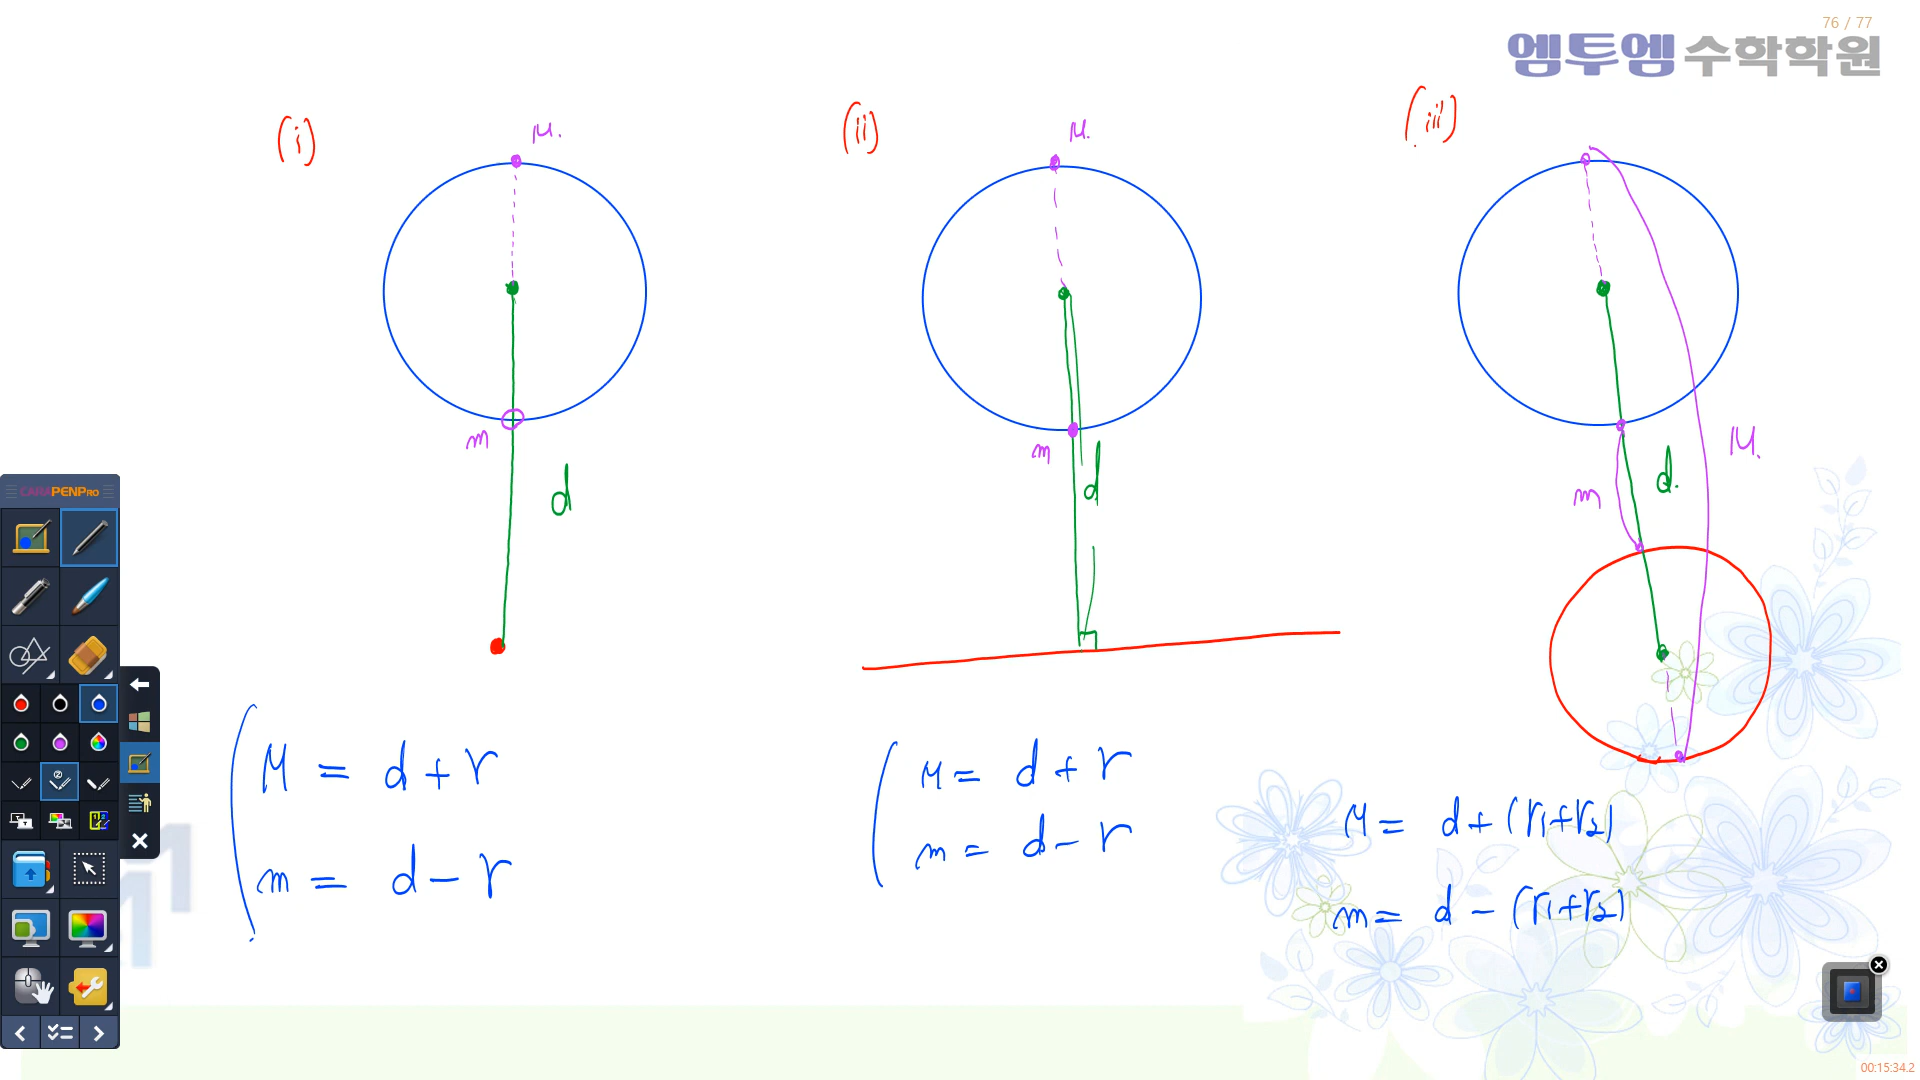 76 / 77
엠투엠수학학원
(i)
M.
m
d
M = d + r
m = d - r
(ii)
M.
m
d
M = d + r
m = d - r
(iii)
M.
m
d.
M = d + (r1+r2)
m = d - (r1+r2)
CARAPENPRO
00:15:34.2